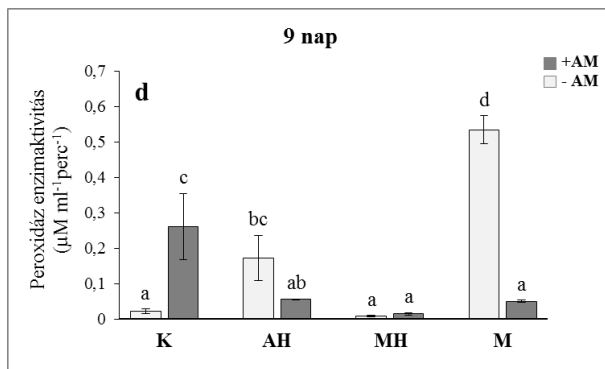 9 nap
+AM
- AM
d
Peroxidáz enzimaktivitás
(µM ml⁻¹perc⁻¹)
0,7
0,6
0,5
0,4
0,3
0,2
0,1
0
a
c
bc
ab
a
a
d
a
K
AH
MH
M